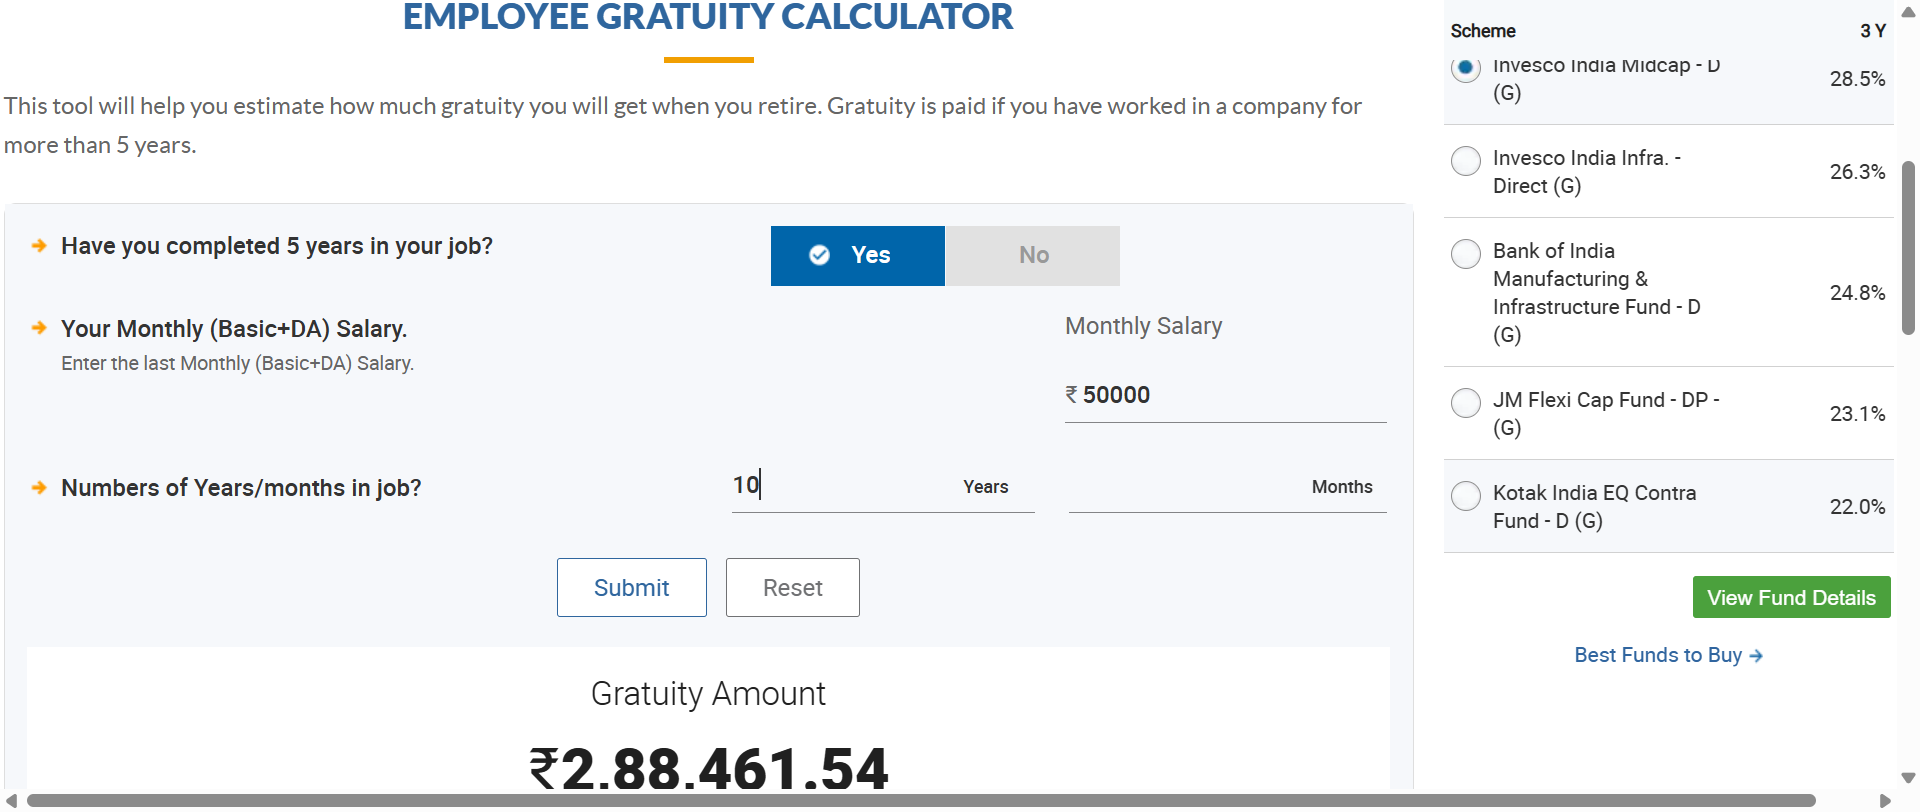 EMPLOYEE GRATUITY CALCULATOR
This tool will help you estimate how much gratuity you will get when you retire. Gratuity is paid if you have worked in a company for
more than 5 years.
Have you completed 5 years in your job?
Yes
No
Your Monthly (Basic+DA) Salary.
Enter the last Monthly (Basic+DA) Salary.
Monthly Salary
₹ 50000
Numbers of Years/months in job?
10
Years
Months
Submit
Reset
Gratuity Amount
₹2,88,461.54
Scheme
3 Y
Invesco India Midcap - D
(G)
28.5%
Invesco India Infra. -
Direct (G)
26.3%
Bank of India
Manufacturing &
Infrastructure Fund - D
(G)
24.8%
JM Flexi Cap Fund - DP -
(G)
23.1%
Kotak India EQ Contra
Fund - D (G)
22.0%
View Fund Details
Best Funds to Buy